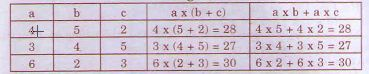 a b c a x (b + c) a x b + a x c
4 5 2 4 x (5 + 2) = 28 4 x 5 + 4 x 2 = 28
3 4 5 3 x (4 + 5) = 27 3 x 4 + 3 x 5 = 27
6 2 3 6 x (2 + 3) = 30 6 x 2 + 6 x 3 = 30